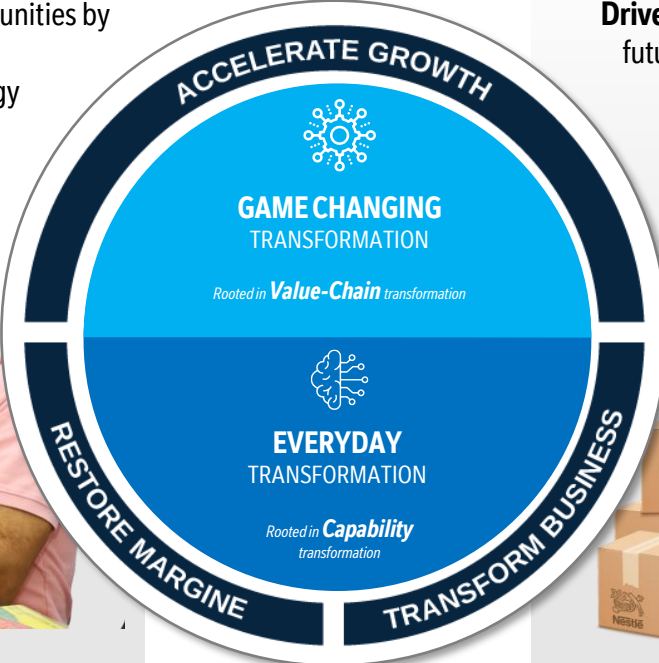 unities by
gy
Drive
futu
ACCELERATE GROWTH
GAME CHANGING
TRANSFORMATION
Rooted in Value-Chain transformation
EVERYDAY
TRANSFORMATION
Rooted in Capability
transformation
RESTORE MARGINE
TRANSFORM BUSINESS
Nestlé